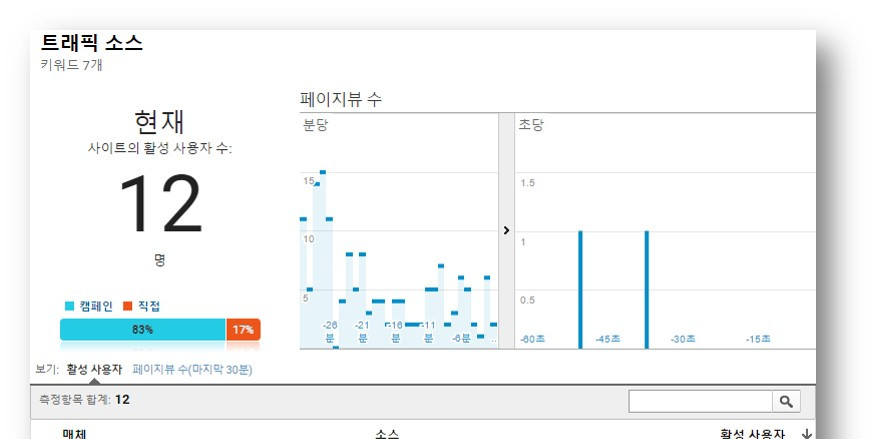 트래픽 소스
키워드 7개
현재
사이트의 활성 사용자 수:
12
명
캠페인 직접
83% 17%
페이지뷰 수
분당
15
10
5
-26분 -21분 -16분 -11분 -6분 ..
초당
1.5
1
0.5
-60초 -45초 -30초 -15초
보기: 활성 사용자 페이지뷰 수(마지막 30분)
측정항목 합계: 12
매체 소스 활성 사용자